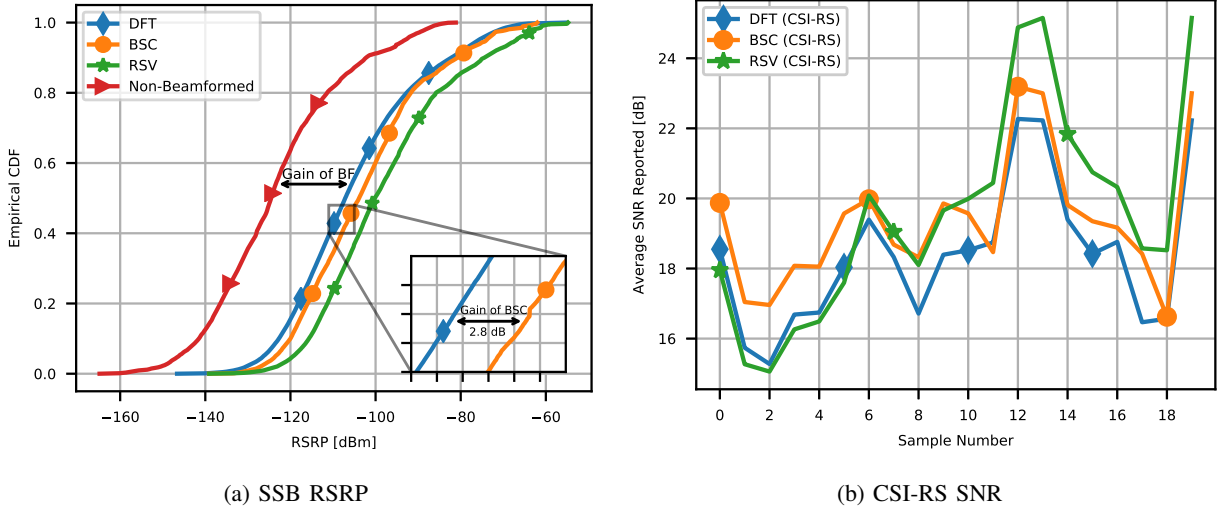 DFT
BSC
RSV
Non-Beamformed
Gain of BF
Gain of BSC
2.8 dB
Empirical CDF
1.0
0.8
0.6
0.4
0.2
0.0
−160 −140 −120 −100 −80 −60
RSRP [dBm]
(a) SSB RSRP
DFT (CSI-RS)
BSC (CSI-RS)
RSV (CSI-RS)
Average SNR Reported [dB]
24
22
20
18
16
0 2 4 6 8 10 12 14 16 18
Sample Number
(b) CSI-RS SNR